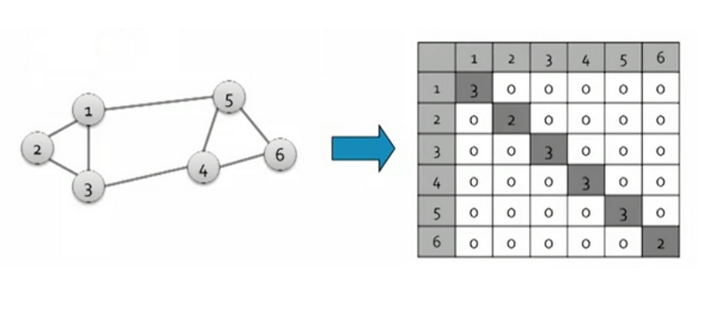 1
5
2
6
4
3
1 2 3 4 5 6
1 3 0 0 0 0 0
2 0 2 0 0 0 0
3 0 0 3 0 0 0
4 0 0 0 3 0 0
5 0 0 0 0 3 0
6 0 0 0 0 0 2